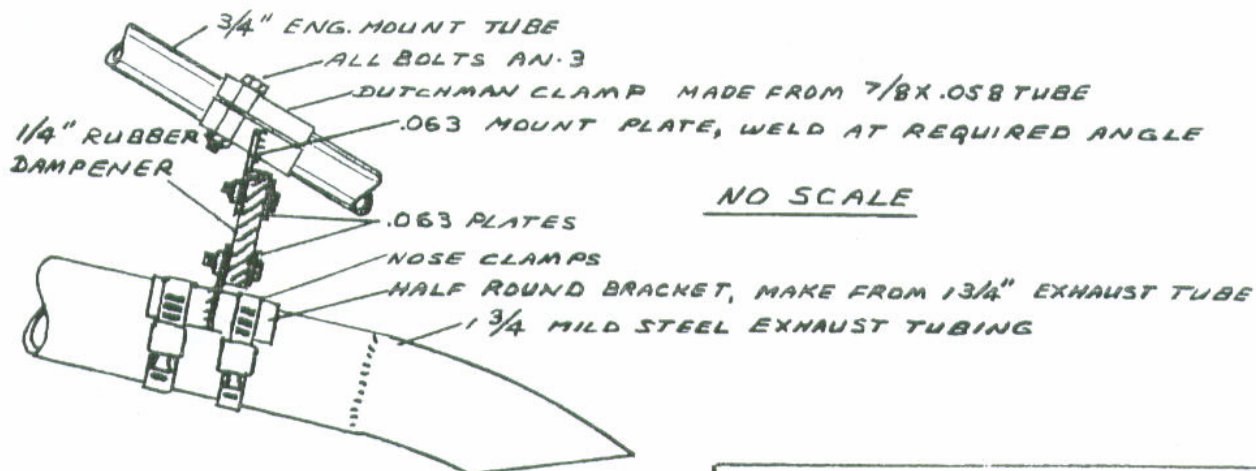 3/4" ENG. MOUNT TUBE
ALL BOLTS AN-3
DUTCHMAN CLAMP MADE FROM 7/8 X .058 TUBE
.063 MOUNT PLATE, WELD AT REQUIRED ANGLE
1/4" RUBBER
DAMPENER
NO SCALE
.063 PLATES
NOSE CLAMPS
HALF ROUND BRACKET, MAKE FROM 1 3/4" EXHAUST TUBE
1 3/4 MILD STEEL EXHAUST TUBING